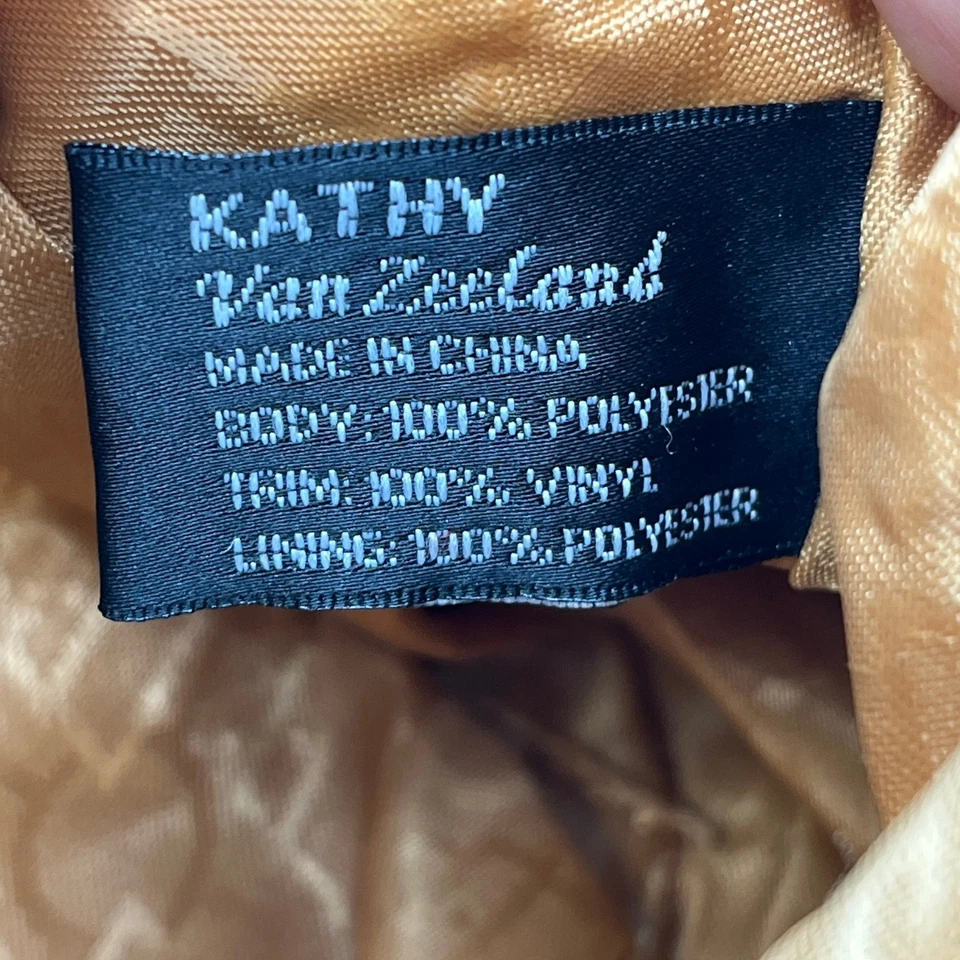 KATHY
Van Zeeland
MADE IN CHINA
BODY: 100% POLYESTER
TRIM: 100% VINYL
LINING: 100% POLYESTER